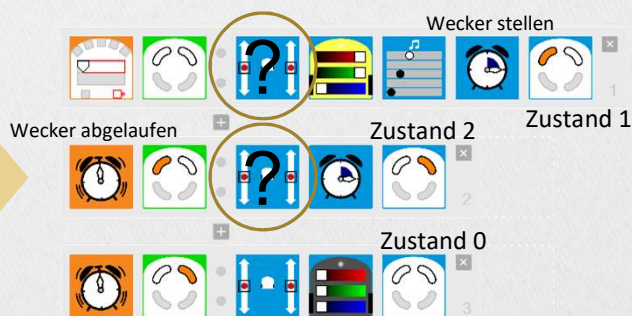 Wecker stellen
?
1
Zustand 1
Wecker abgelaufen
Zustand 2
?
2
Zustand 0
3